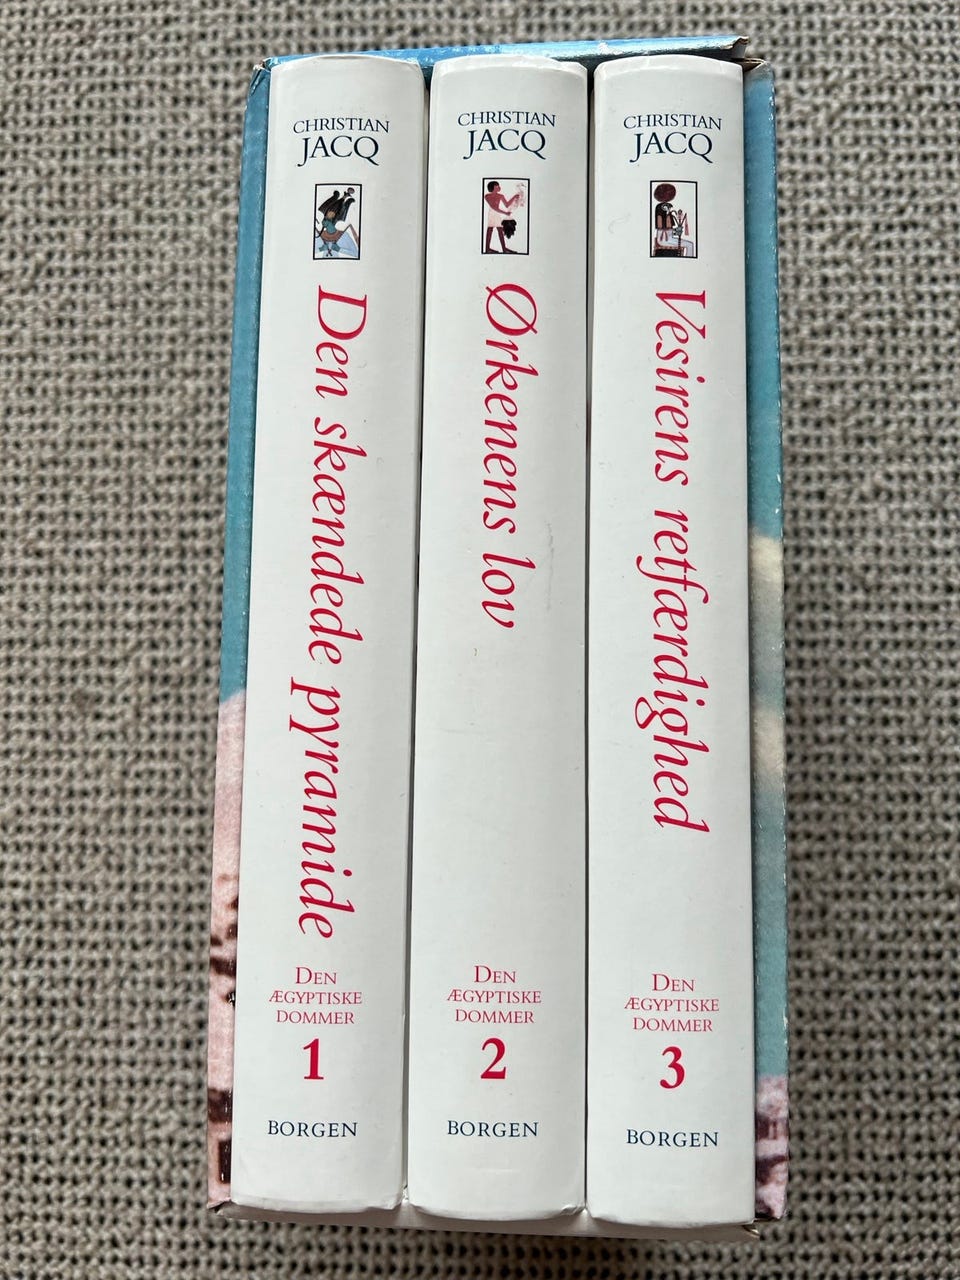 CHRISTIAN
JACQ
Den skændede pyramide
DEN
ÆGYPTISKE
DOMMER
1
BORGEN
CHRISTIAN
JACQ
Ørkenens lov
DEN
ÆGYPTISKE
DOMMER
2
BORGEN
CHRISTIAN
JACQ
Vesirens retfærdighed
DEN
ÆGYPTISKE
DOMMER
3
BORGEN